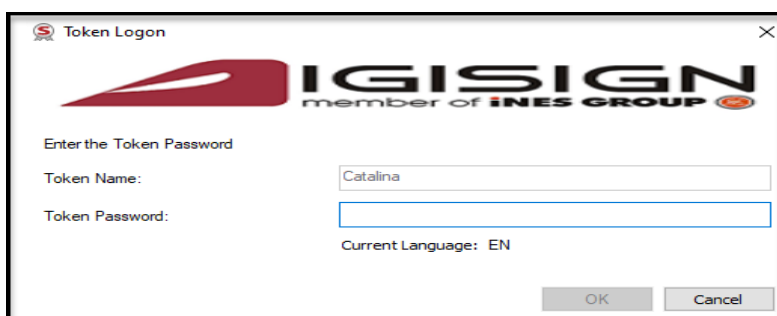 Token Logon
IGISIGN
member of iNES GROUP
Enter the Token Password
Token Name: Catalina
Token Password:
Current Language: EN
OK Cancel